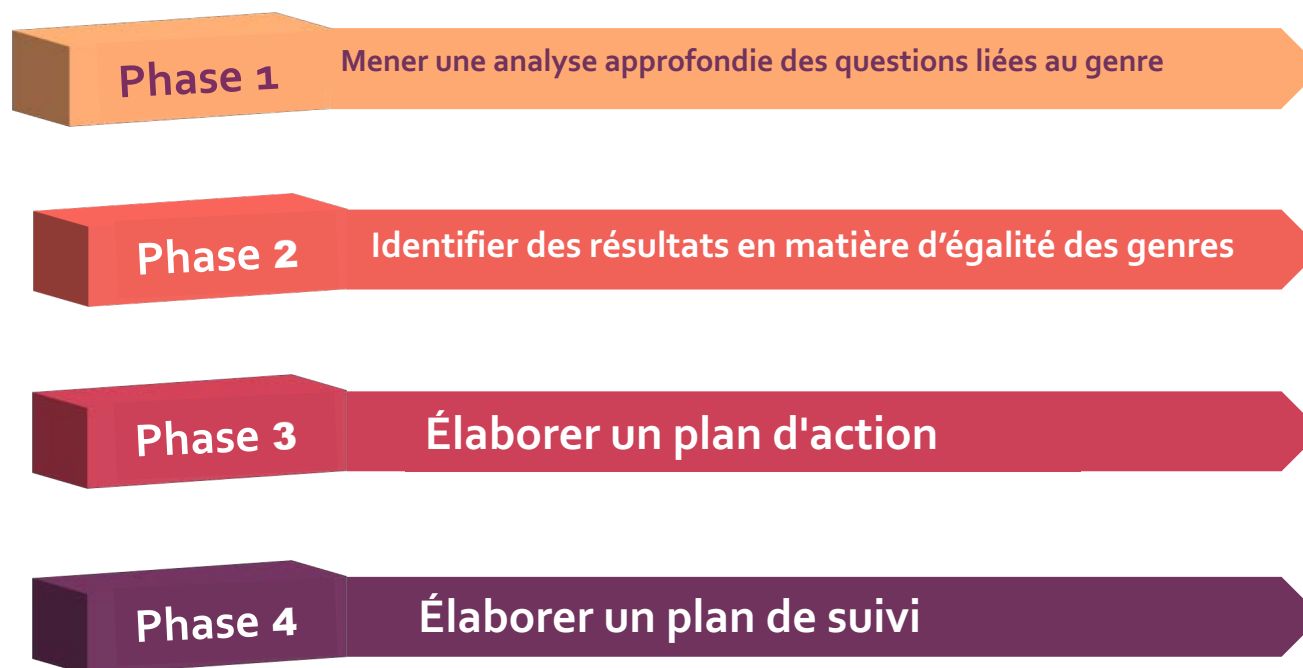 Phase 1
Mener une analyse approfondie des questions liées au genre
Phase 2
Identifier des résultats en matière d’égalité des genres
Phase 3
Élaborer un plan d'action
Phase 4
Élaborer un plan de suivi